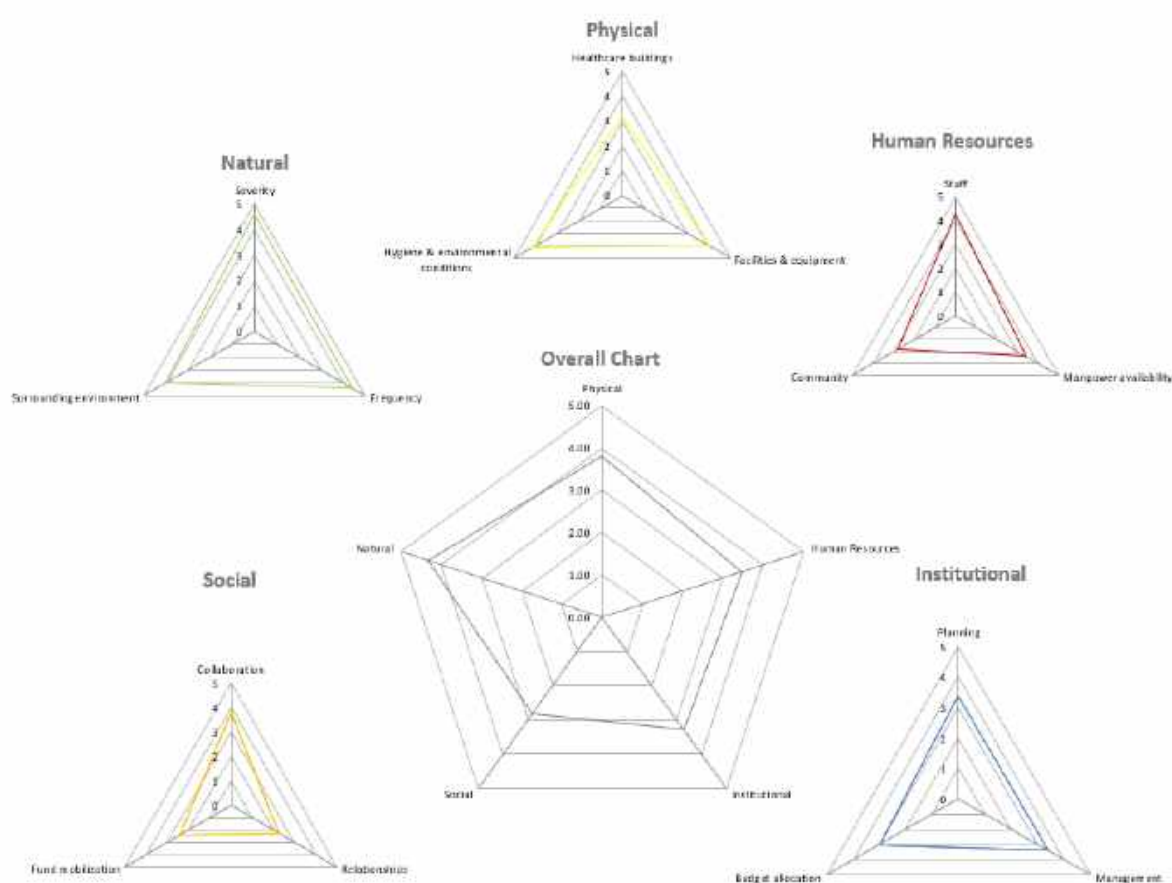 Physical
Healthcare buildings
5
4
3
2
1
0
Hygiene & environmental
conditions
Facilities & equipment
Natural
Severity
5
4
3
2
1
0
Surrounding environment
Frequency
Human Resources
Staff
5
4
3
2
1
0
Community
Manpower availability
Overall Chart
Physical
5.00
4.00
3.00
2.00
1.00
0.00
Natural
Human Resources
Social
Institutional
Social
Collaboration
5
4
3
2
1
0
Fund mobilization
Relationships
Institutional
Planning
5
4
3
2
1
0
Budget allocation
Management